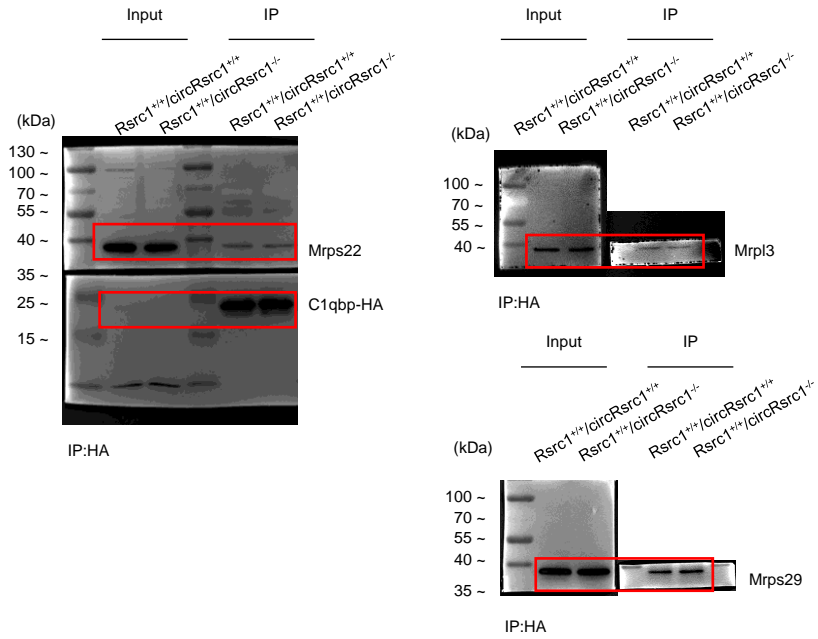 Input IP
Rsrc1+/+/circRsrc1+/+
Rsrc1+/+/circRsrc1-/-
Rsrc1+/+/circRsrc1+/+
Rsrc1+/+/circRsrc1-/-
(kDa)
130 ~
100 ~
70 ~
55 ~
40 ~
35 ~
25 ~
15 ~
Mrps22
C1qbp-HA
IP:HA
Input IP
Rsrc1+/+/circRsrc1+/+
Rsrc1+/+/circRsrc1-/-
Rsrc1+/+/circRsrc1+/+
Rsrc1+/+/circRsrc1-/-
(kDa)
100 ~
70 ~
55 ~
40 ~
Mrpl3
IP:HA
Input IP
Rsrc1+/+/circRsrc1+/+
Rsrc1+/+/circRsrc1-/-
Rsrc1+/+/circRsrc1+/+
Rsrc1+/+/circRsrc1-/-
(kDa)
100 ~
70 ~
55 ~
40 ~
35 ~
Mrps29
IP:HA